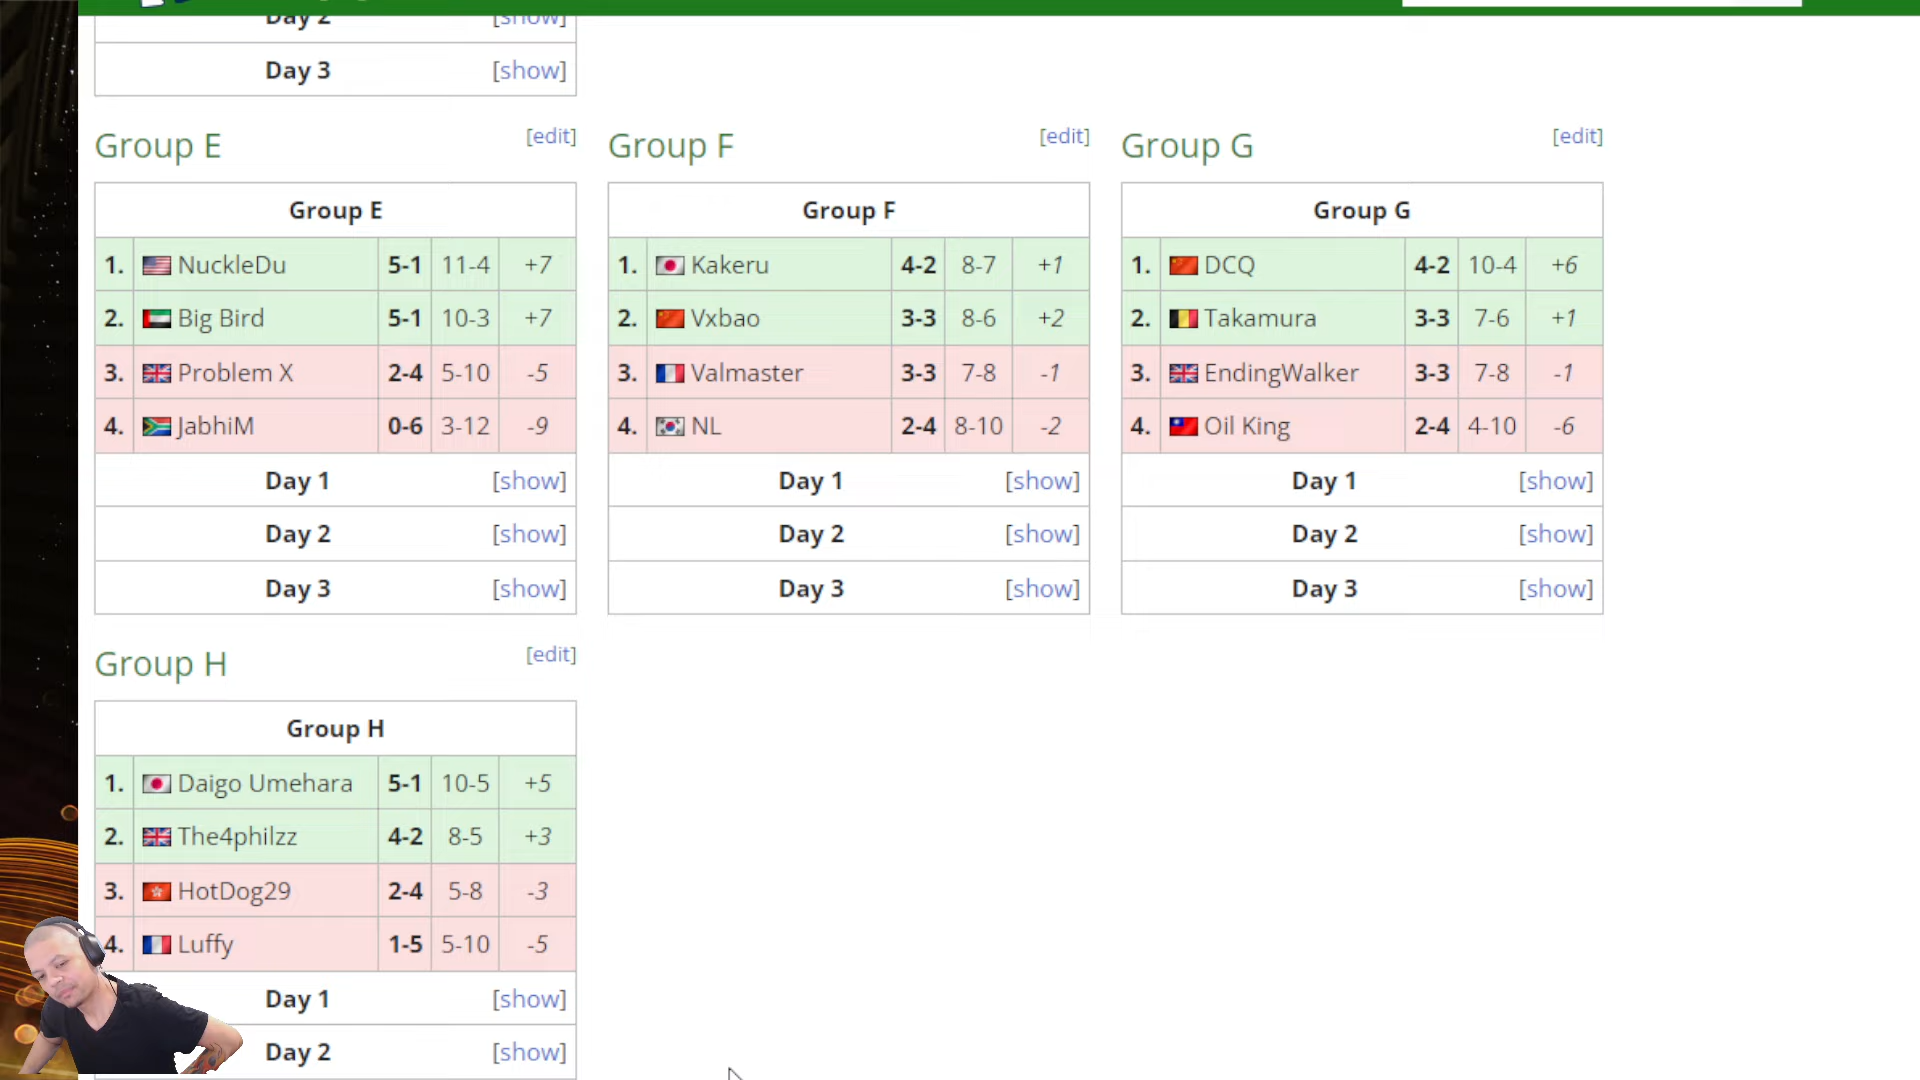 Day 2 [show]
Day 3 [show]
Group E [edit]
Group E
1. NuckleDu 5-1 11-4 +7
2. Big Bird 5-1 10-3 +7
3. Problem X 2-4 5-10 -5
4. JabhiM 0-6 3-12 -9
Day 1 [show]
Day 2 [show]
Day 3 [show]
Group F [edit]
Group F
1. Kakeru 4-2 8-7 +1
2. Vxbao 3-3 8-6 +2
3. Valmaster 3-3 7-8 -1
4. NL 2-4 8-10 -2
Day 1 [show]
Day 2 [show]
Day 3 [show]
Group G [edit]
Group G
1. DCQ 4-2 10-4 +6
2. Takamura 3-3 7-6 +1
3. EndingWalker 3-3 7-8 -1
4. Oil King 2-4 4-10 -6
Day 1 [show]
Day 2 [show]
Day 3 [show]
Group H [edit]
Group H
1. Daigo Umehara 5-1 10-5 +5
2. The4philzz 4-2 8-5 +3
3. HotDog29 2-4 5-8 -3
4. Luffy 1-5 5-10 -5
Day 1 [show]
Day 2 [show]